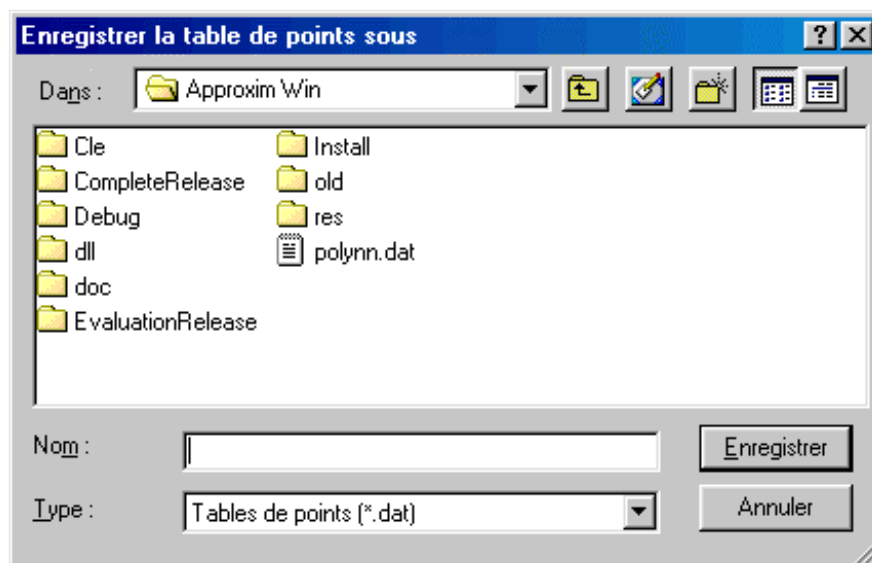 Enregistrer la table de points sous
Dans : Approxim Win
Cle
CompleteRelease
Debug
dll
doc
EvaluationRelease
Install
old
res
polynn.dat
Nom :
Enregistrer
Type : Tables de points (*.dat)
Annuler